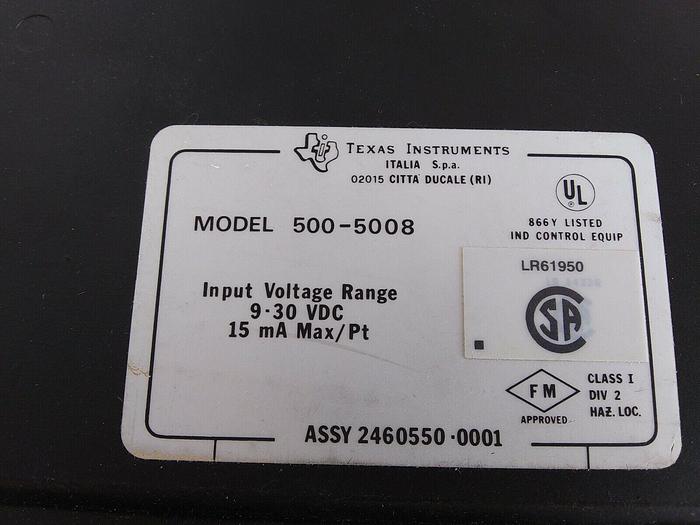 TEXAS INSTRUMENTS
ITALIA S.p.a.
02015 CITTA DUCALE (RI)
UL
MODEL 500-5008
866Y LISTED
IND CONTROL EQUIP
LR61950
Input Voltage Range
9-30 VDC
15 mA Max/Pt
CSA
FM
APPROVED
CLASS I
DIV 2
HAZ. LOC.
ASSY 2460550-0001